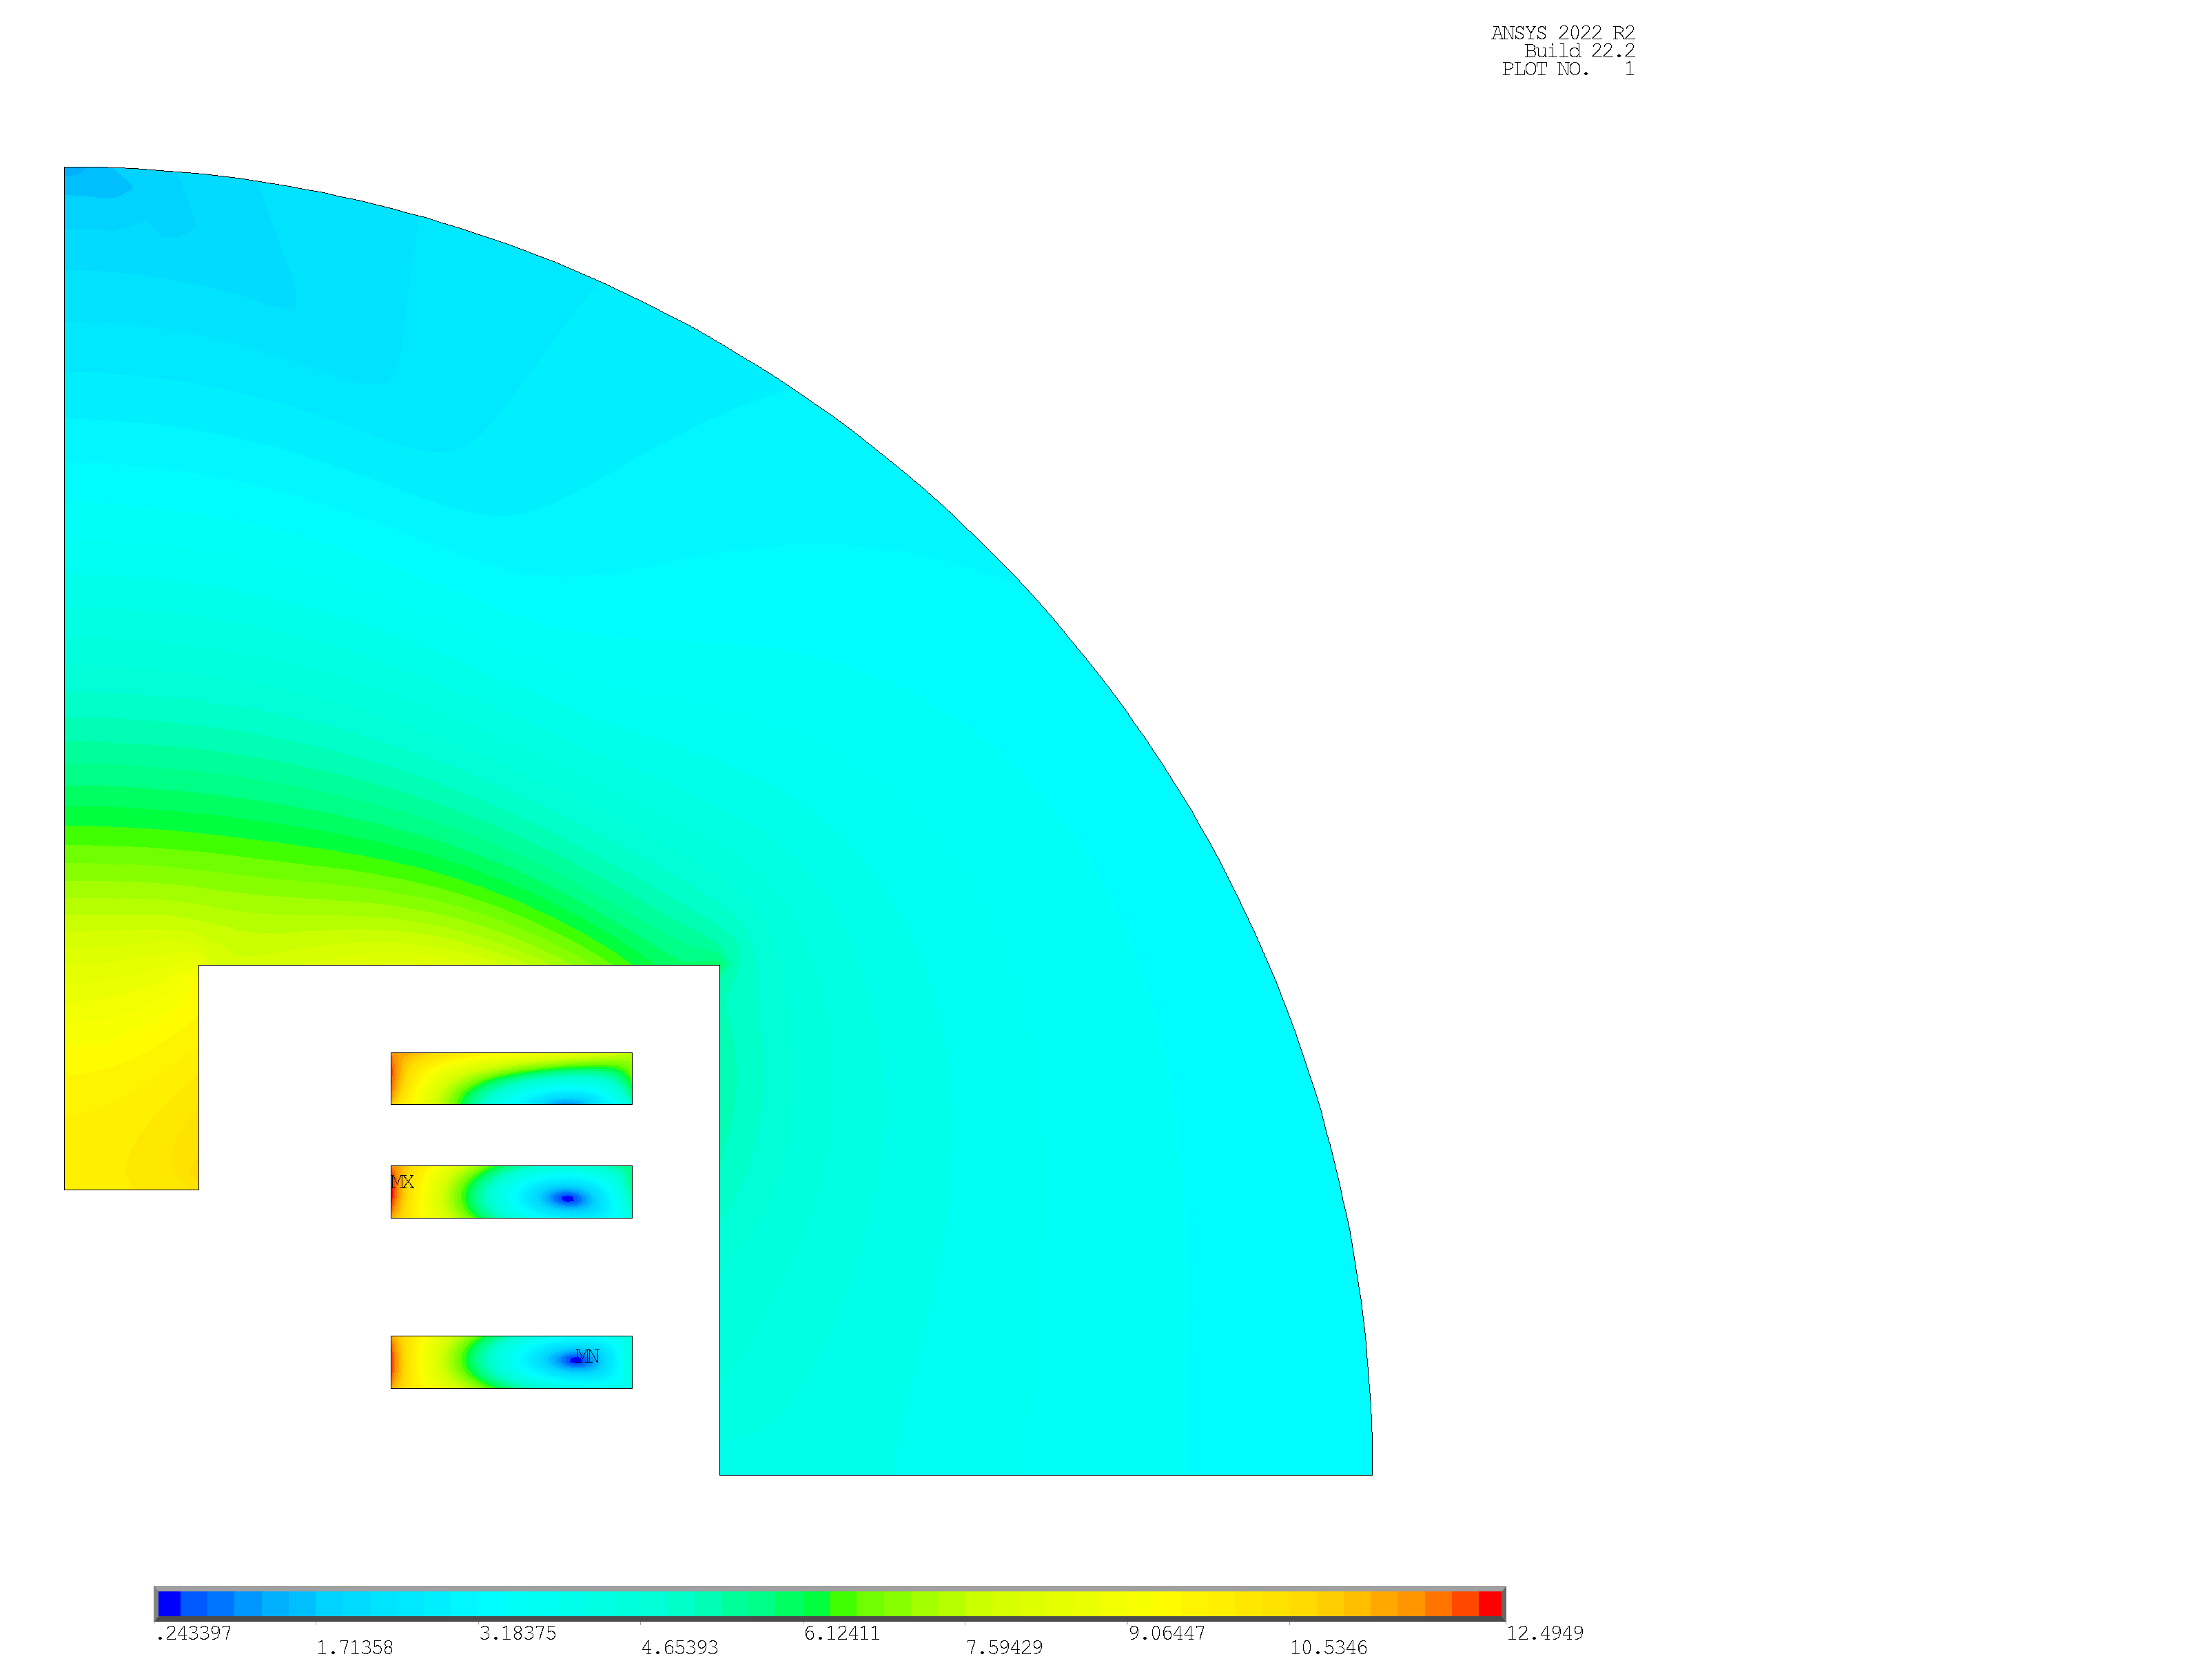 ANSYS 2022 R2
Build 22.2
PLOT NO. 1
MX
MN
.243397
1.71358
3.18375
4.65393
6.12411
7.59429
9.06447
10.5346
12.4949